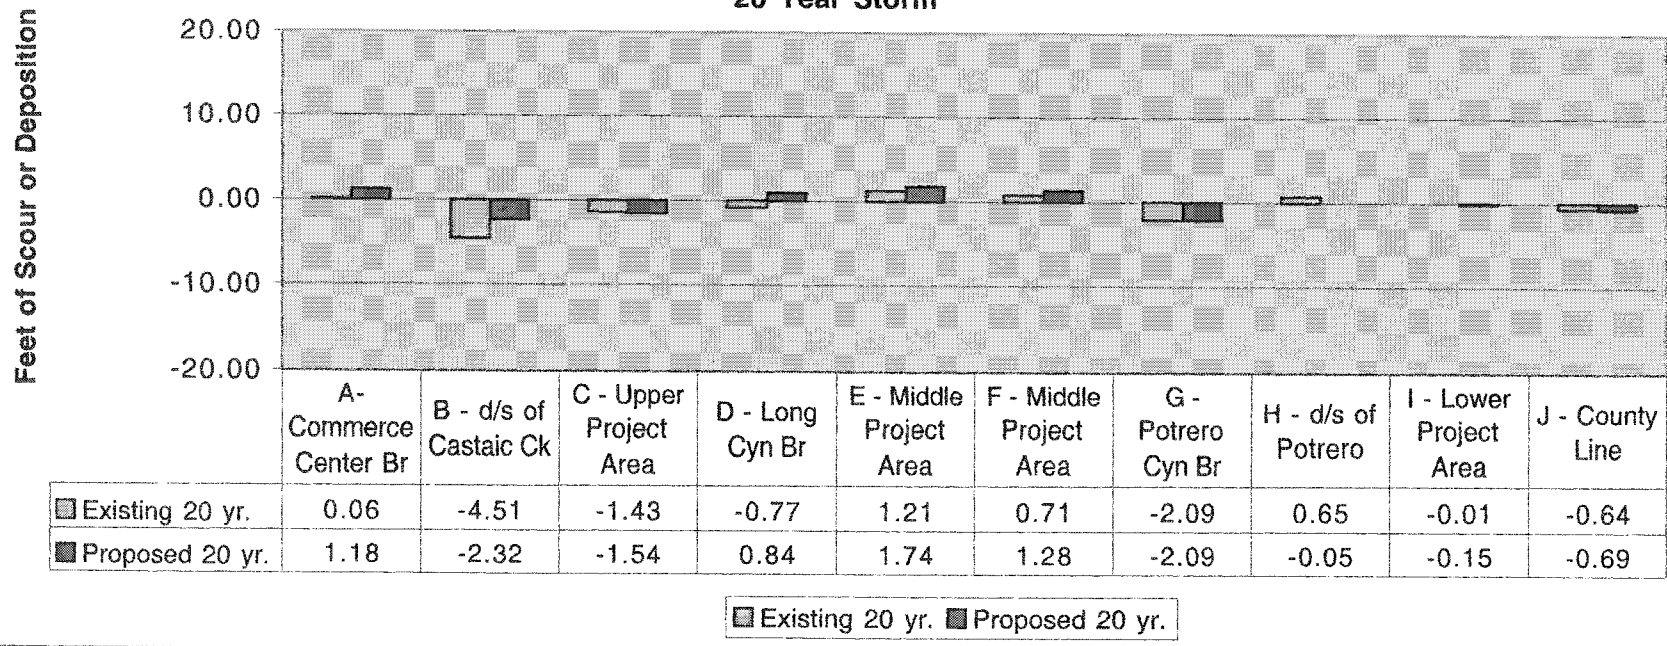 20 Year Storm
Feet of Scour or Deposition
20.00
10.00
0.00
-10.00
-20.00
A-
Commerce
Center Br
B - d/s of
Castaic Ck
C - Upper
Project
Area
D - Long
Cyn Br
E - Middle
Project
Area
F - Middle
Project
Area
G -
Potrero
Cyn Br
H - d/s of
Potrero
I - Lower
Project
Area
J - County
Line
Existing 20 yr. 0.06 -4.51 -1.43 -0.77 1.21 0.71 -2.09 0.65 -0.01 -0.64
Proposed 20 yr. 1.18 -2.32 -1.54 0.84 1.74 1.28 -2.09 -0.05 -0.15 -0.69
Existing 20 yr. Proposed 20 yr.